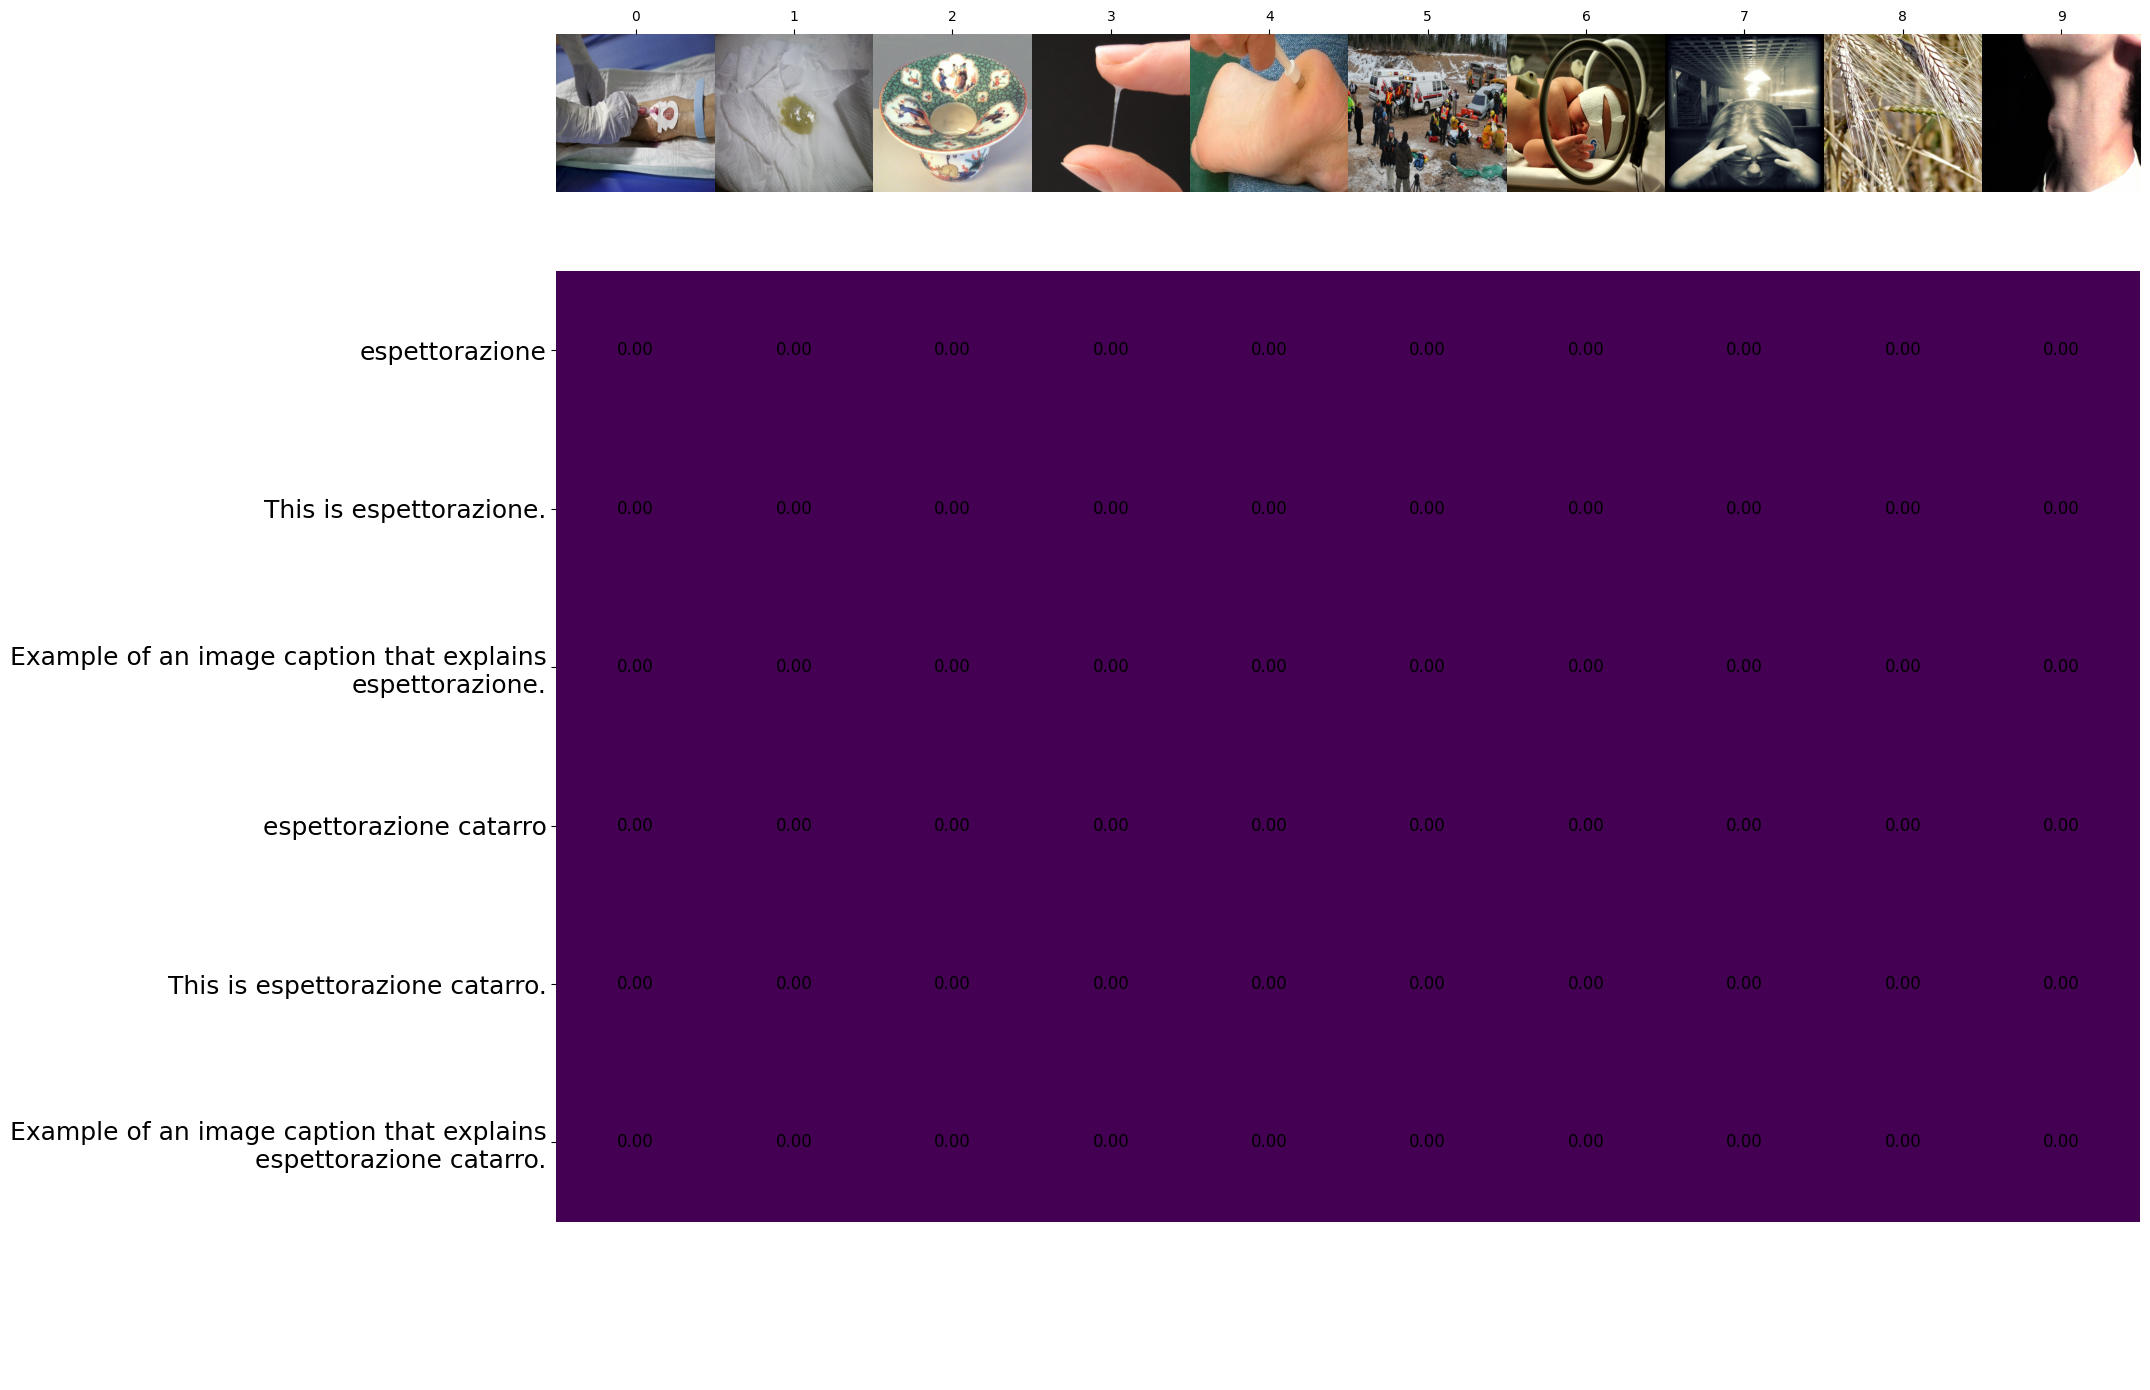 0 1 2 3 4 5 6 7 8 9
espettorazione
0.00 0.00 0.00 0.00 0.00 0.00 0.00 0.00 0.00 0.00
This is espettorazione.
0.00 0.00 0.00 0.00 0.00 0.00 0.00 0.00 0.00 0.00
Example of an image caption that explains
espettorazione.
0.00 0.00 0.00 0.00 0.00 0.00 0.00 0.00 0.00 0.00
espettorazione catarro
0.00 0.00 0.00 0.00 0.00 0.00 0.00 0.00 0.00 0.00
This is espettorazione catarro.
0.00 0.00 0.00 0.00 0.00 0.00 0.00 0.00 0.00 0.00
Example of an image caption that explains
espettorazione catarro.
0.00 0.00 0.00 0.00 0.00 0.00 0.00 0.00 0.00 0.00